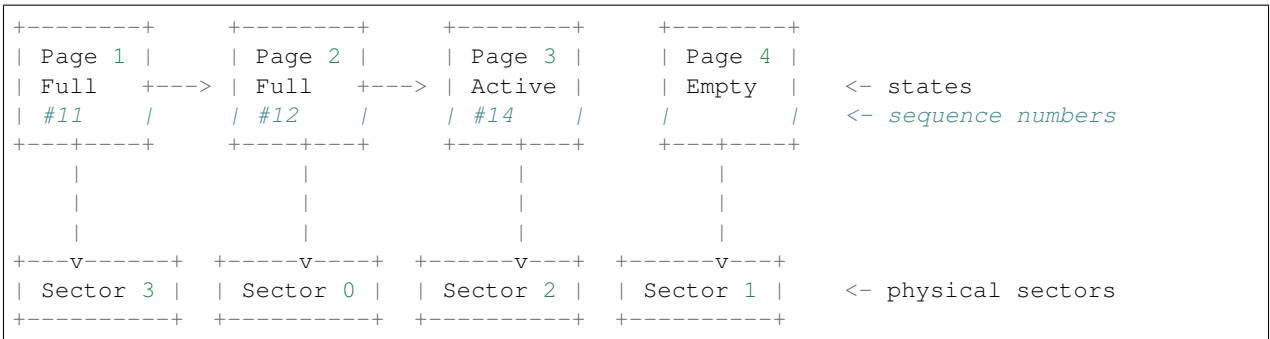 +--------+ +--------+ +--------+ +--------+
| Page 1 | | Page 2 | | Page 3 | | Page 4 |
| Full +---> | Full +---> | Active | | Empty | <- states
| #11 | | #12 | | #14 | | | <- sequence numbers
+---+----+ +----+---+ +----+---+ +---+----+
| | | |
| | | |
| | | |
+---v------+ +-----v----+ +------v---+ +------v---+
| Sector 3 | | Sector 0 | | Sector 2 | | Sector 1 | <- physical sectors
+----------+ +----------+ +----------+ +----------+